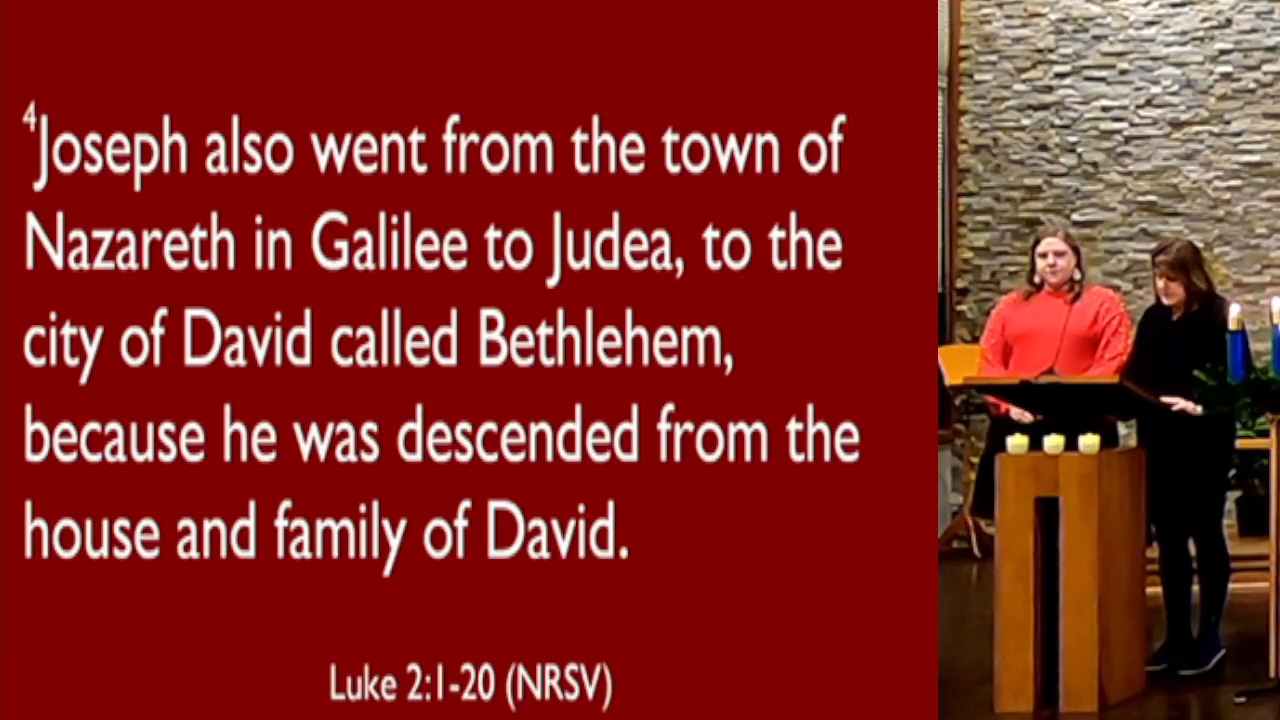 ⁴Joseph also went from the town of
Nazareth in Galilee to Judea, to the
city of David called Bethlehem,
because he was descended from the
house and family of David.
Luke 2:1-20 (NRSV)